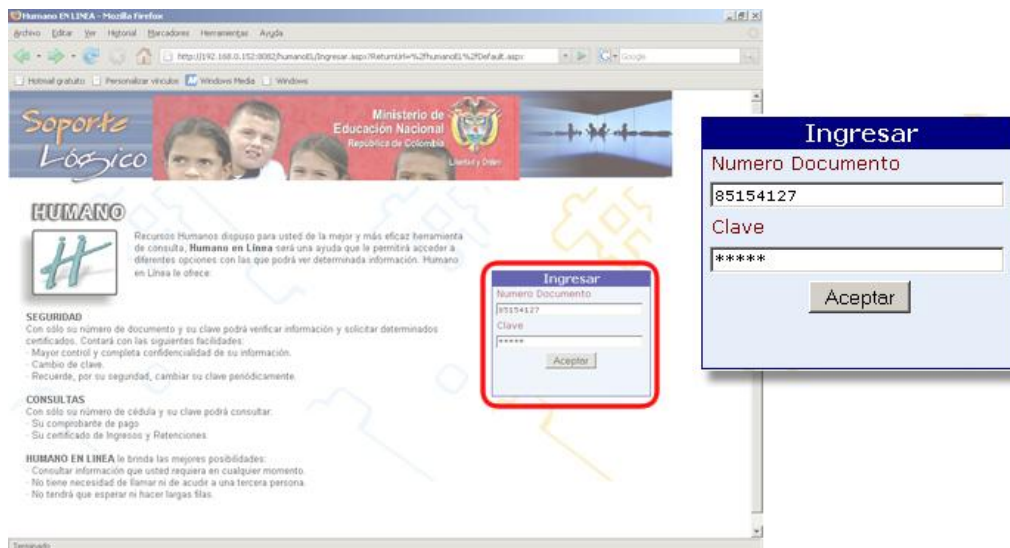 Humano EN LINEA - Mozilla Firefox
Archivo Editar Ver Historial Marcadores Herramientas Ayuda
http://192.168.0.152:8082/humanoEL/Ingresar.aspx?ReturnUrl=%2fhumanoEL%2fDefault.aspx
Google
Hotmail gratuito Personalizar vínculos Windows Media Windows
Soporte
Lógico
Ministerio de
Educación Nacional
República de Colombia
Libertad y Orden
HUMANO
Recursos Humanos dispuso para usted de la mejor y más eficaz herramienta
de consulta, Humano en Línea será una ayuda que le permitirá acceder a
diferentes opciones con las que podrá ver determinada información. Humano
en Línea le ofrece:
SEGURIDAD
Con sólo su número de documento y su clave podrá verificar información y solicitar determinados
certificados. Contará con las siguientes facilidades:
· Mayor control y completa confidencialidad de su información.
· Cambio de clave.
· Recuerde, por su seguridad, cambiar su clave periódicamente.
CONSULTAS
Con sólo su número de cédula y su clave podrá consultar:
· Su comprobante de pago
· Su certificado de Ingresos y Retenciones
HUMANO EN LINEA le brinda las mejores posibilidades:
· Consultar información que usted requiera en cualquier momento.
· No tiene necesidad de llamar ni de acudir a una tercera persona.
· No tendrá que esperar ni hacer largas filas.
Ingresar
Numero Documento
85154127
Clave
*****
Aceptar
Terminado
Ingresar
Numero Documento
85154127
Clave
*****
Aceptar